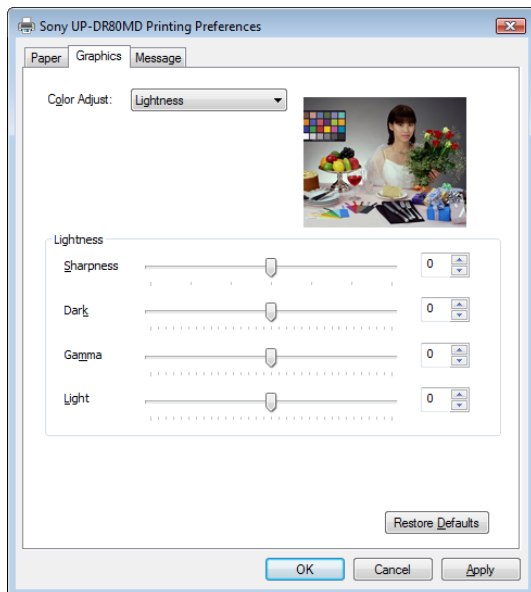 Sony UP-DR80MD Printing Preferences
Paper Graphics Message
Color Adjust: Lightness
Lightness
Sharpness 0
Dark 0
Gamma 0
Light 0
Restore Defaults
OK Cancel Apply